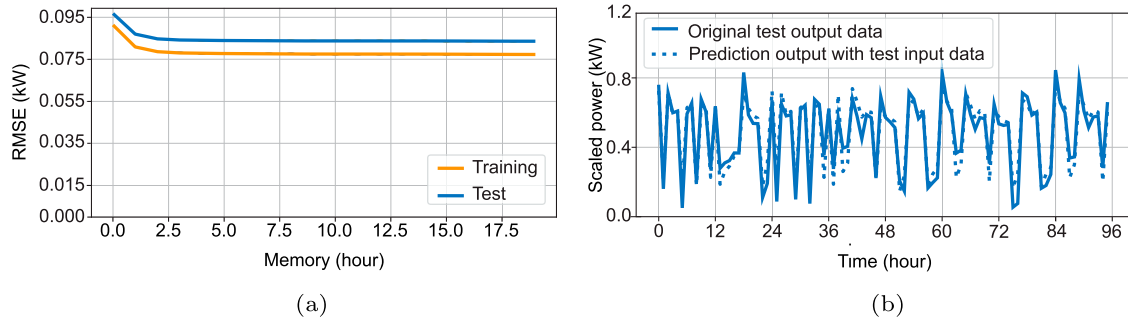 RMSE (kW)
0.095
0.075
0.055
0.035
0.015
0.000
0.0 2.5 5.0 7.5 10.0 12.5 15.0 17.5
Memory (hour)
Training
Test
(a)
Scaled power (kW)
1.2
0.8
0.4
0.0
0 12 24 36 48 60 72 84 96
Time (hour)
Original test output data
Prediction output with test input data
(b)